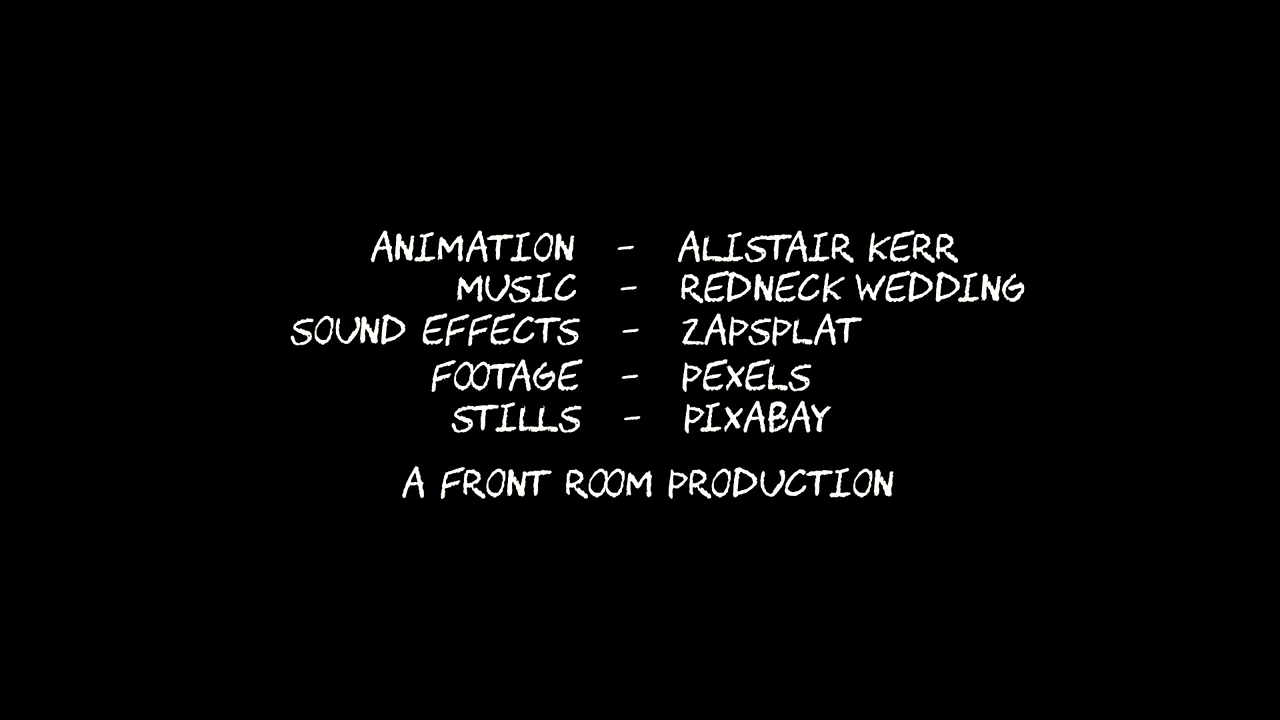 ANIMATION - ALISTAIR KERR
MUSIC - REDNECK WEDDING
SOUND EFFECTS - ZAPSPLAT
FOOTAGE - PEXELS
STILLS - PIXABAY
A FRONT ROOM PRODUCTION